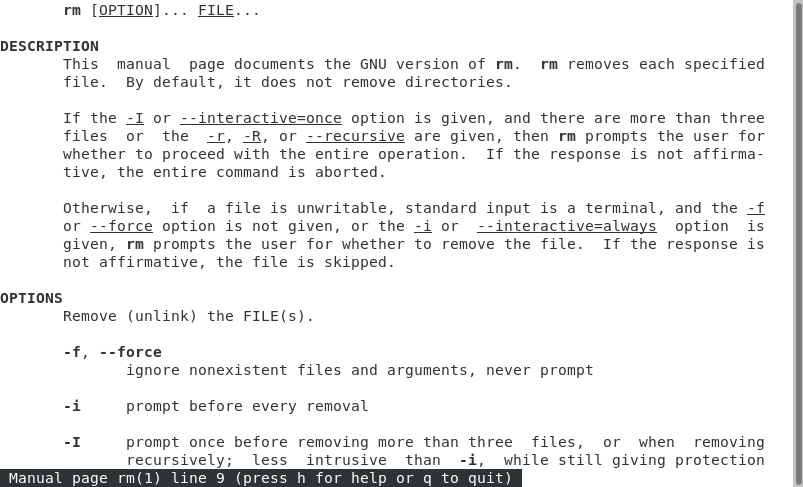 rm [OPTION]... FILE...
DESCRIPTION
This manual page documents the GNU version of rm. rm removes each specified
file. By default, it does not remove directories.
If the -I or --interactive=once option is given, and there are more than three
files or the -r, -R, or --recursive are given, then rm prompts the user for
whether to proceed with the entire operation. If the response is not affirma-
tive, the entire command is aborted.
Otherwise, if a file is unwritable, standard input is a terminal, and the -f
or --force option is not given, or the -i or --interactive=always option is
given, rm prompts the user for whether to remove the file. If the response is
not affirmative, the file is skipped.
OPTIONS
Remove (unlink) the FILE(s).
-f, --force
ignore nonexistent files and arguments, never prompt
-i prompt before every removal
-I prompt once before removing more than three files, or when removing
recursively; less intrusive than -i, while still giving protection
Manual page rm(1) line 9 (press h for help or q to quit)